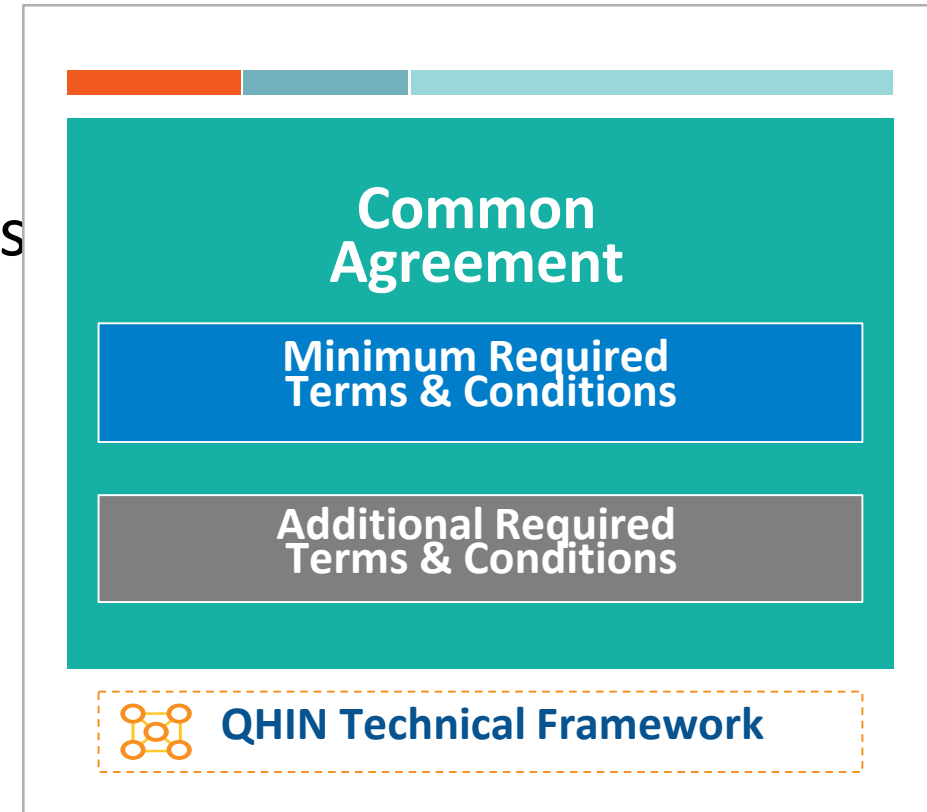 s
Common
Agreement
Minimum Required
Terms & Conditions
Additional Required
Terms & Conditions
QHIN Technical Framework